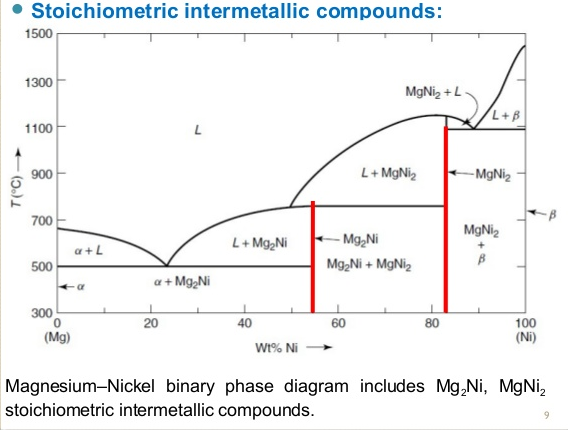 Stoichiometric intermetallic compounds:
1500
1300
1100
900
700
500
300
T (°C)
MgNi₂ + L
L + β
L
L + MgNi₂
MgNi₂
β
MgNi₂
+
β
α + L
L + Mg₂Ni
Mg₂Ni
Mg₂Ni + MgNi₂
α
α + Mg₂Ni
0 20 40 60 80 100
(Mg) (Ni)
Wt% Ni
Magnesium–Nickel binary phase diagram includes Mg₂Ni, MgNi₂
stoichiometric intermetallic compounds.
9